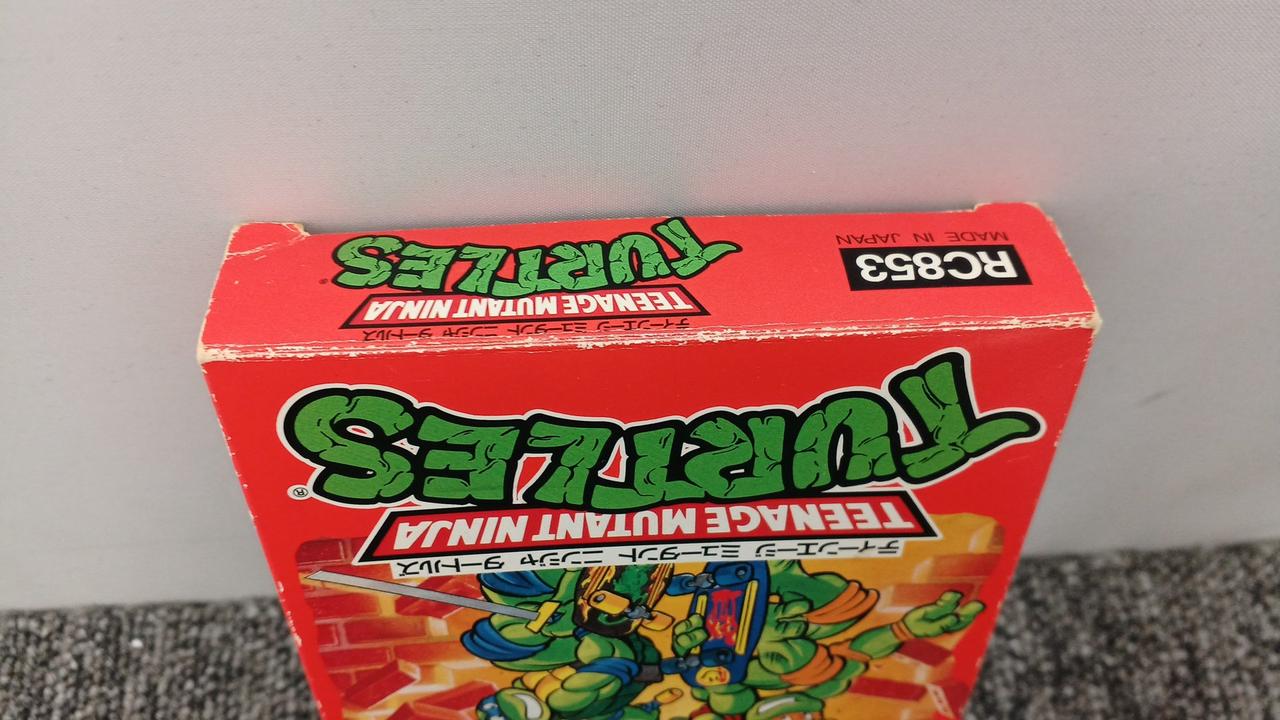 ティーンエージ ミュータント ニンジャ タートルズ
TEENAGE MUTANT NINJA
TURTLES®
ティーンエージ ミュータント ニンジャ タートルズ
TEENAGE MUTANT NINJA
TURTLES®
RC853
MADE IN JAPAN